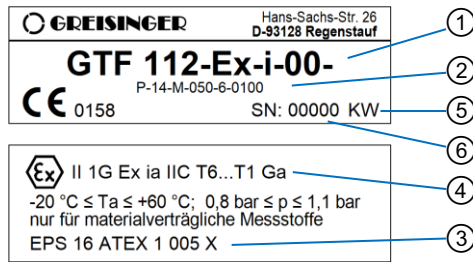 GREISINGER
Hans-Sachs-Str. 26
D-93128 Regenstauf
GTF 112-Ex-i-00-
P-14-M-050-6-0100
CE 0158 SN: 00000 KW
1
2
5
6
Ex II 1G Ex ia IIC T6...T1 Ga
-20 °C ≤ Ta ≤ +60 °C; 0,8 bar ≤ p ≤ 1,1 bar
nur für materialverträgliche Messstoffe
EPS 16 ATEX 1 005 X
4
3